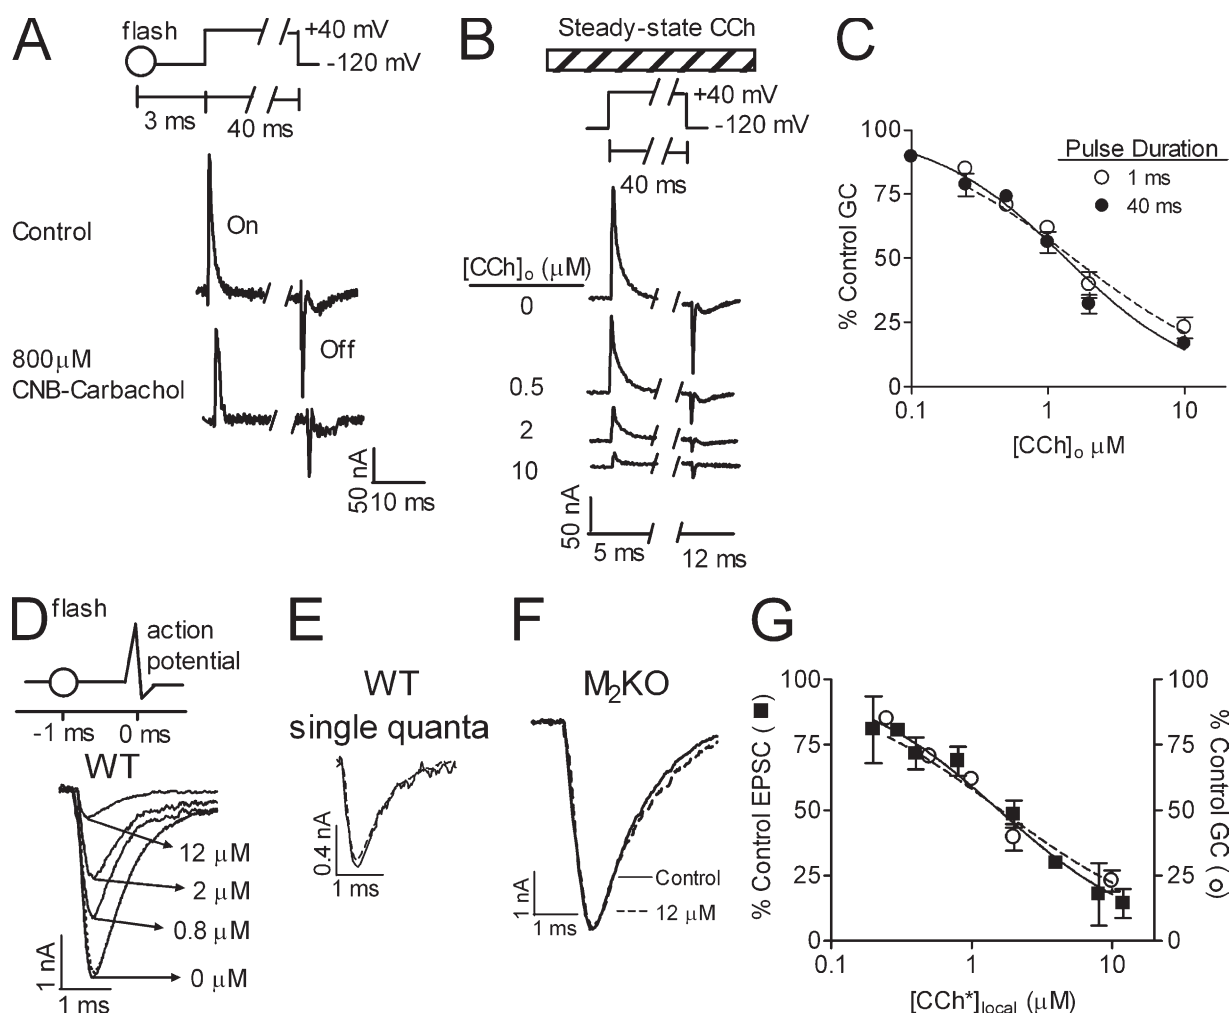 A
flash
+40 mV
-120 mV
3 ms
40 ms
Control
On
Off
800μM
CNB-Carbachol
50 nA
10 ms
B
Steady-state CCh
+40 mV
-120 mV
40 ms
[CCh]o (μM)
0
0.5
2
10
50 nA
5 ms
12 ms
C
% Control GC
100
75
50
25
0
0.1
1
10
[CCh]o μM
Pulse Duration
1 ms
40 ms
D
flash
action
potential
-1 ms
0 ms
WT
12 μM
2 μM
0.8 μM
0 μM
1 nA
1 ms
E
WT
single quanta
0.4 nA
1 ms
F
M2KO
Control
12 μM
1 nA
1 ms
G
% Control EPSC (■)
100
75
50
25
0
% Control GC (o)
100
75
50
25
0
0.1
1
10
[CCh*]local (μM)